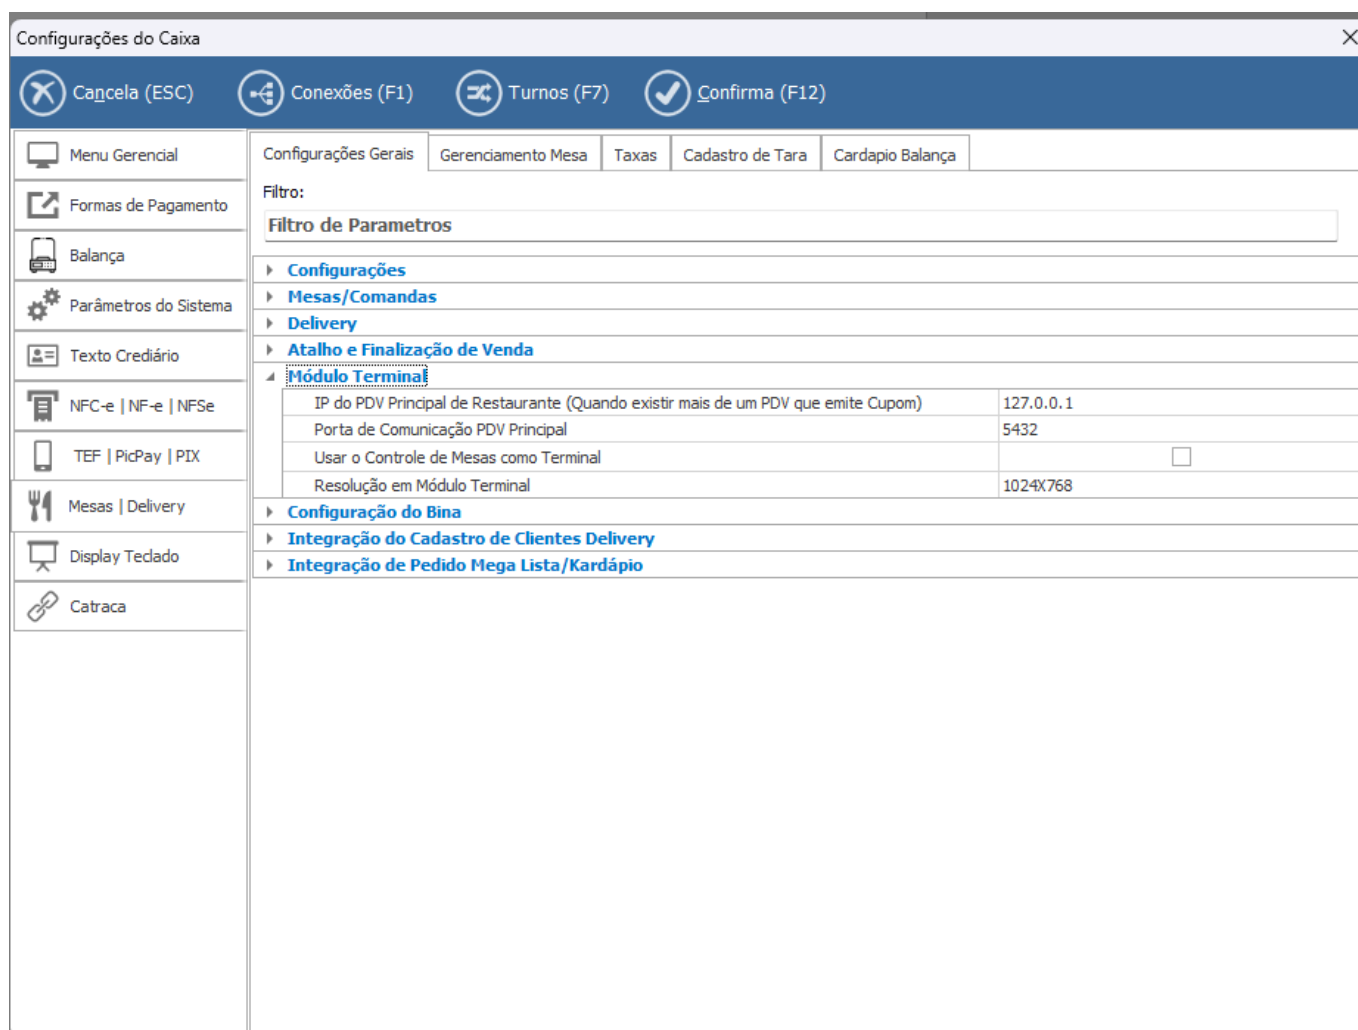 Configurações do Caixa
Cancela (ESC)
Conexões (F1)
Turnos (F7)
Confirma (F12)
Menu Gerencial
Formas de Pagamento
Balança
Parâmetros do Sistema
Texto Crediário
NFC-e | NF-e | NFSe
TEF | PicPay | PIX
Mesas | Delivery
Display Teclado
Catraca
Configurações Gerais
Gerenciamento Mesa
Taxas
Cadastro de Tara
Cardapio Balança
Filtro:
Filtro de Parametros
Configurações
Mesas/Comandas
Delivery
Atalho e Finalização de Venda
Módulo Terminal
IP do PDV Principal de Restaurante (Quando existir mais de um PDV que emite Cupom) 127.0.0.1
Porta de Comunicação PDV Principal 5432
Usar o Controle de Mesas como Terminal
Resolução em Módulo Terminal 1024X768
Configuração do Bina
Integração do Cadastro de Clientes Delivery
Integração de Pedido Mega Lista/Kardápio